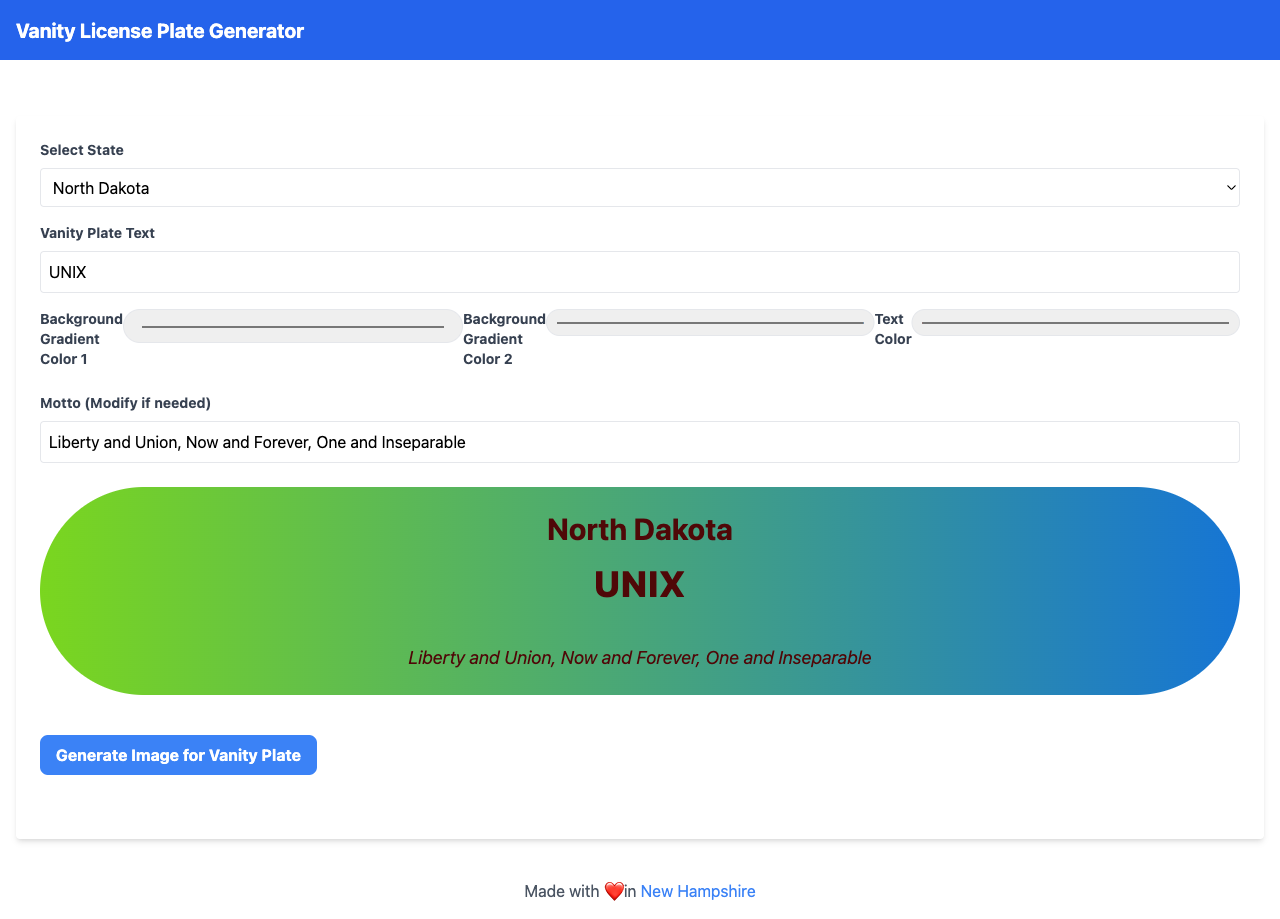 Vanity License Plate Generator
Select State
North Dakota
Vanity Plate Text
UNIX
Background
Gradient
Color 1
Background
Gradient
Color 2
Text
Color
Motto (Modify if needed)
Liberty and Union, Now and Forever, One and Inseparable
North Dakota
UNIX
Liberty and Union, Now and Forever, One and Inseparable
Generate Image for Vanity Plate
Made with ❤️in New Hampshire